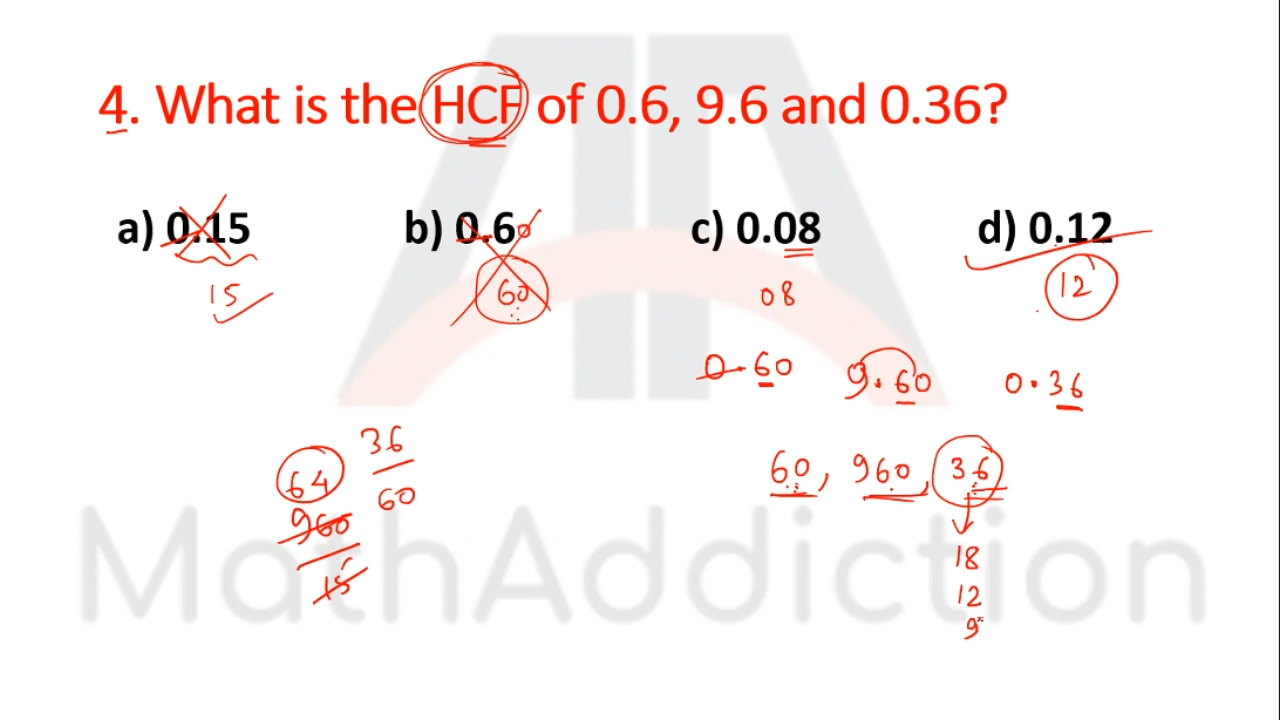 4. What is the HCF of 0.6, 9.6 and 0.36?
a) 0.15 b) 0.60 c) 0.08 d) 0.12
15 60 08 12
0.60 9.60 0.36
36
60
64
960
15
60, 960, 36
18
12
9
MathAddiction